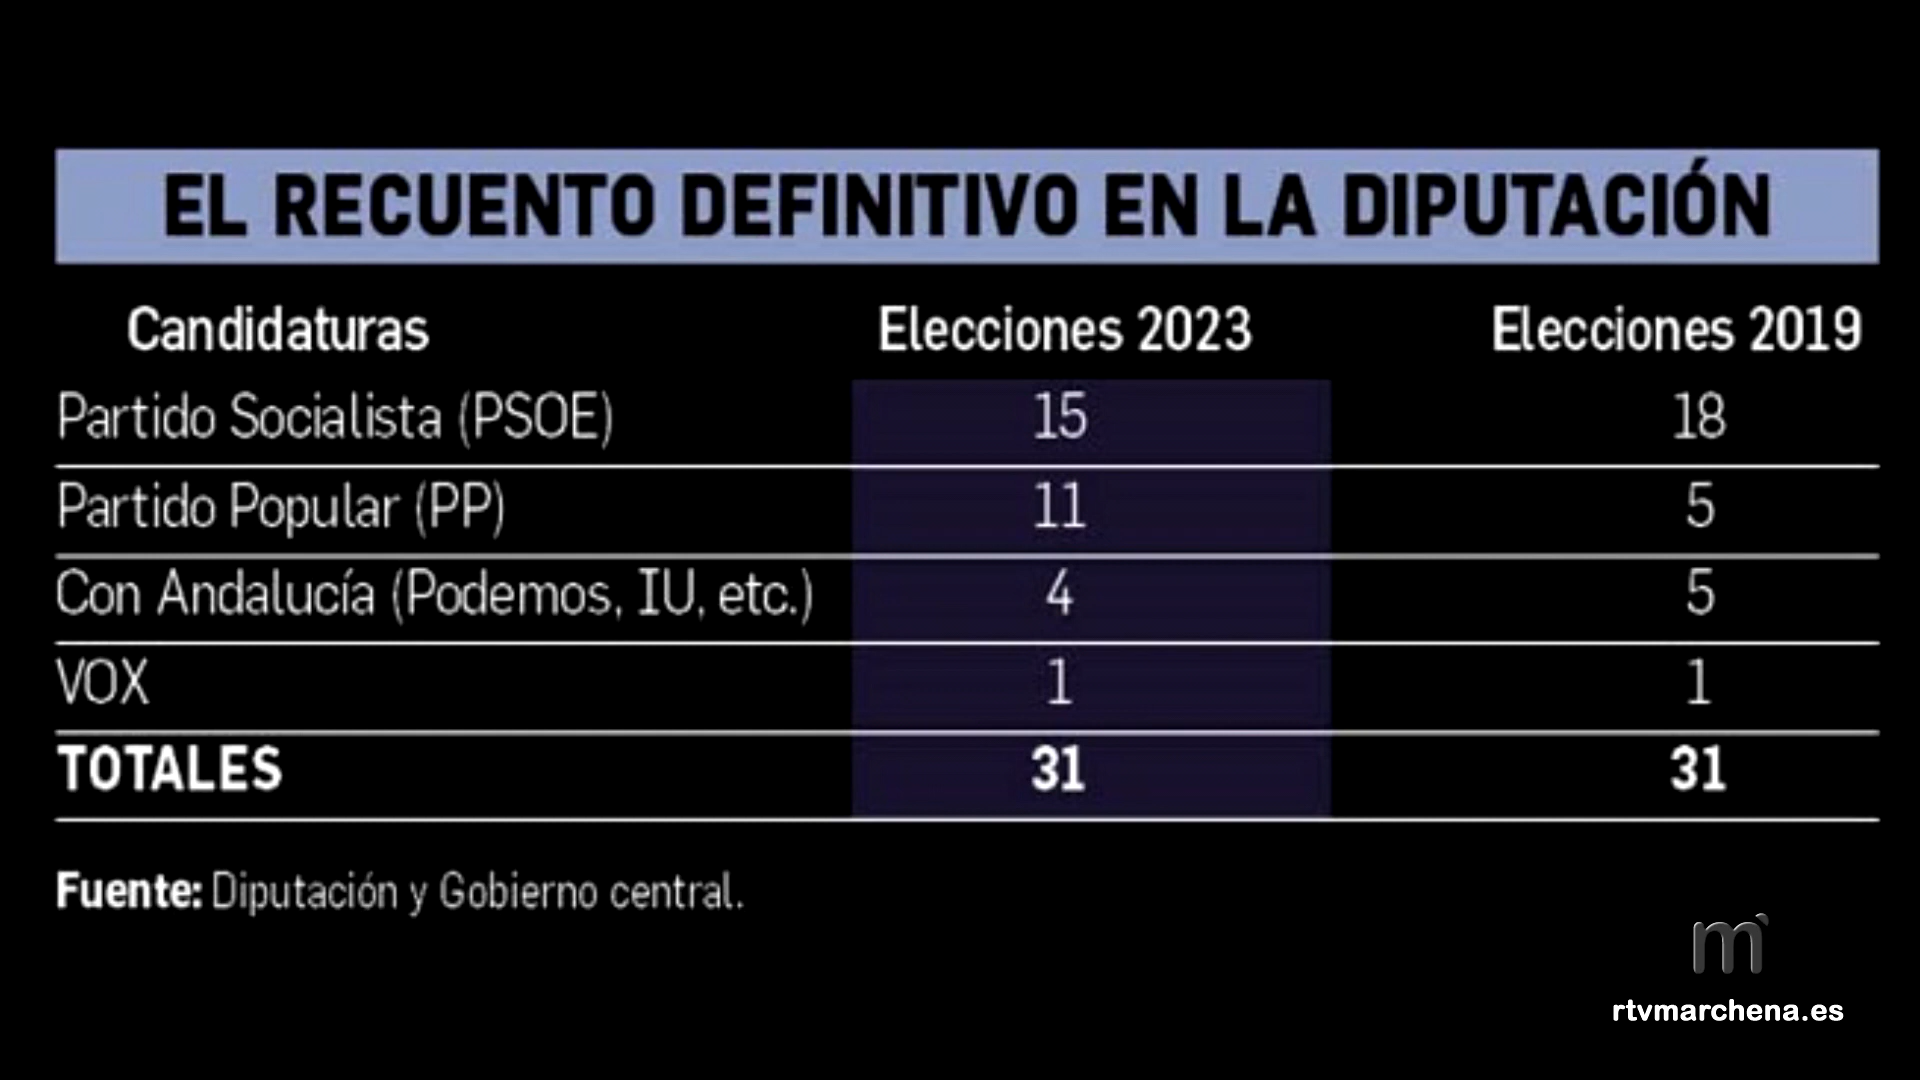 EL RECUENTO DEFINITIVO EN LA DIPUTACIÓN
Candidaturas Elecciones 2023 Elecciones 2019
Partido Socialista (PSOE) 15 18
Partido Popular (PP) 11 5
Con Andalucía (Podemos, IU, etc.) 4 5
VOX 1 1
TOTALES 31 31
Fuente: Diputación y Gobierno central.
m
rtvmarchena.es